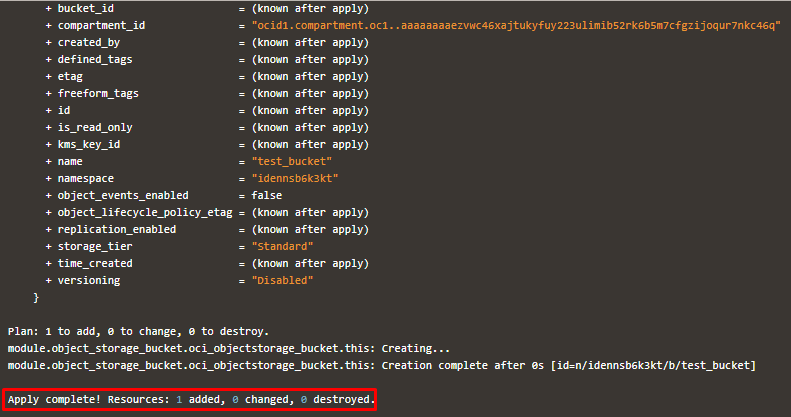 + bucket_id = (known after apply)
+ compartment_id = "ocid1.compartment.oc1..aaaaaaaaezvwc46xajtukyfuy223ulimib52rk6b5m7cfgzijoqur7nkc46q"
+ created_by = (known after apply)
+ defined_tags = (known after apply)
+ etag = (known after apply)
+ freeform_tags = (known after apply)
+ id = (known after apply)
+ is_read_only = (known after apply)
+ kms_key_id = (known after apply)
+ name = "test_bucket"
+ namespace = "idennsb6k3kt"
+ object_events_enabled = false
+ object_lifecycle_policy_etag = (known after apply)
+ replication_enabled = (known after apply)
+ storage_tier = "Standard"
+ time_created = (known after apply)
+ versioning = "Disabled"
}
Plan: 1 to add, 0 to change, 0 to destroy.
module.object_storage_bucket.oci_objectstorage_bucket.this: Creating...
module.object_storage_bucket.oci_objectstorage_bucket.this: Creation complete after 0s [id=n/idennsb6k3kt/b/test_bucket]
Apply complete! Resources: 1 added, 0 changed, 0 destroyed.